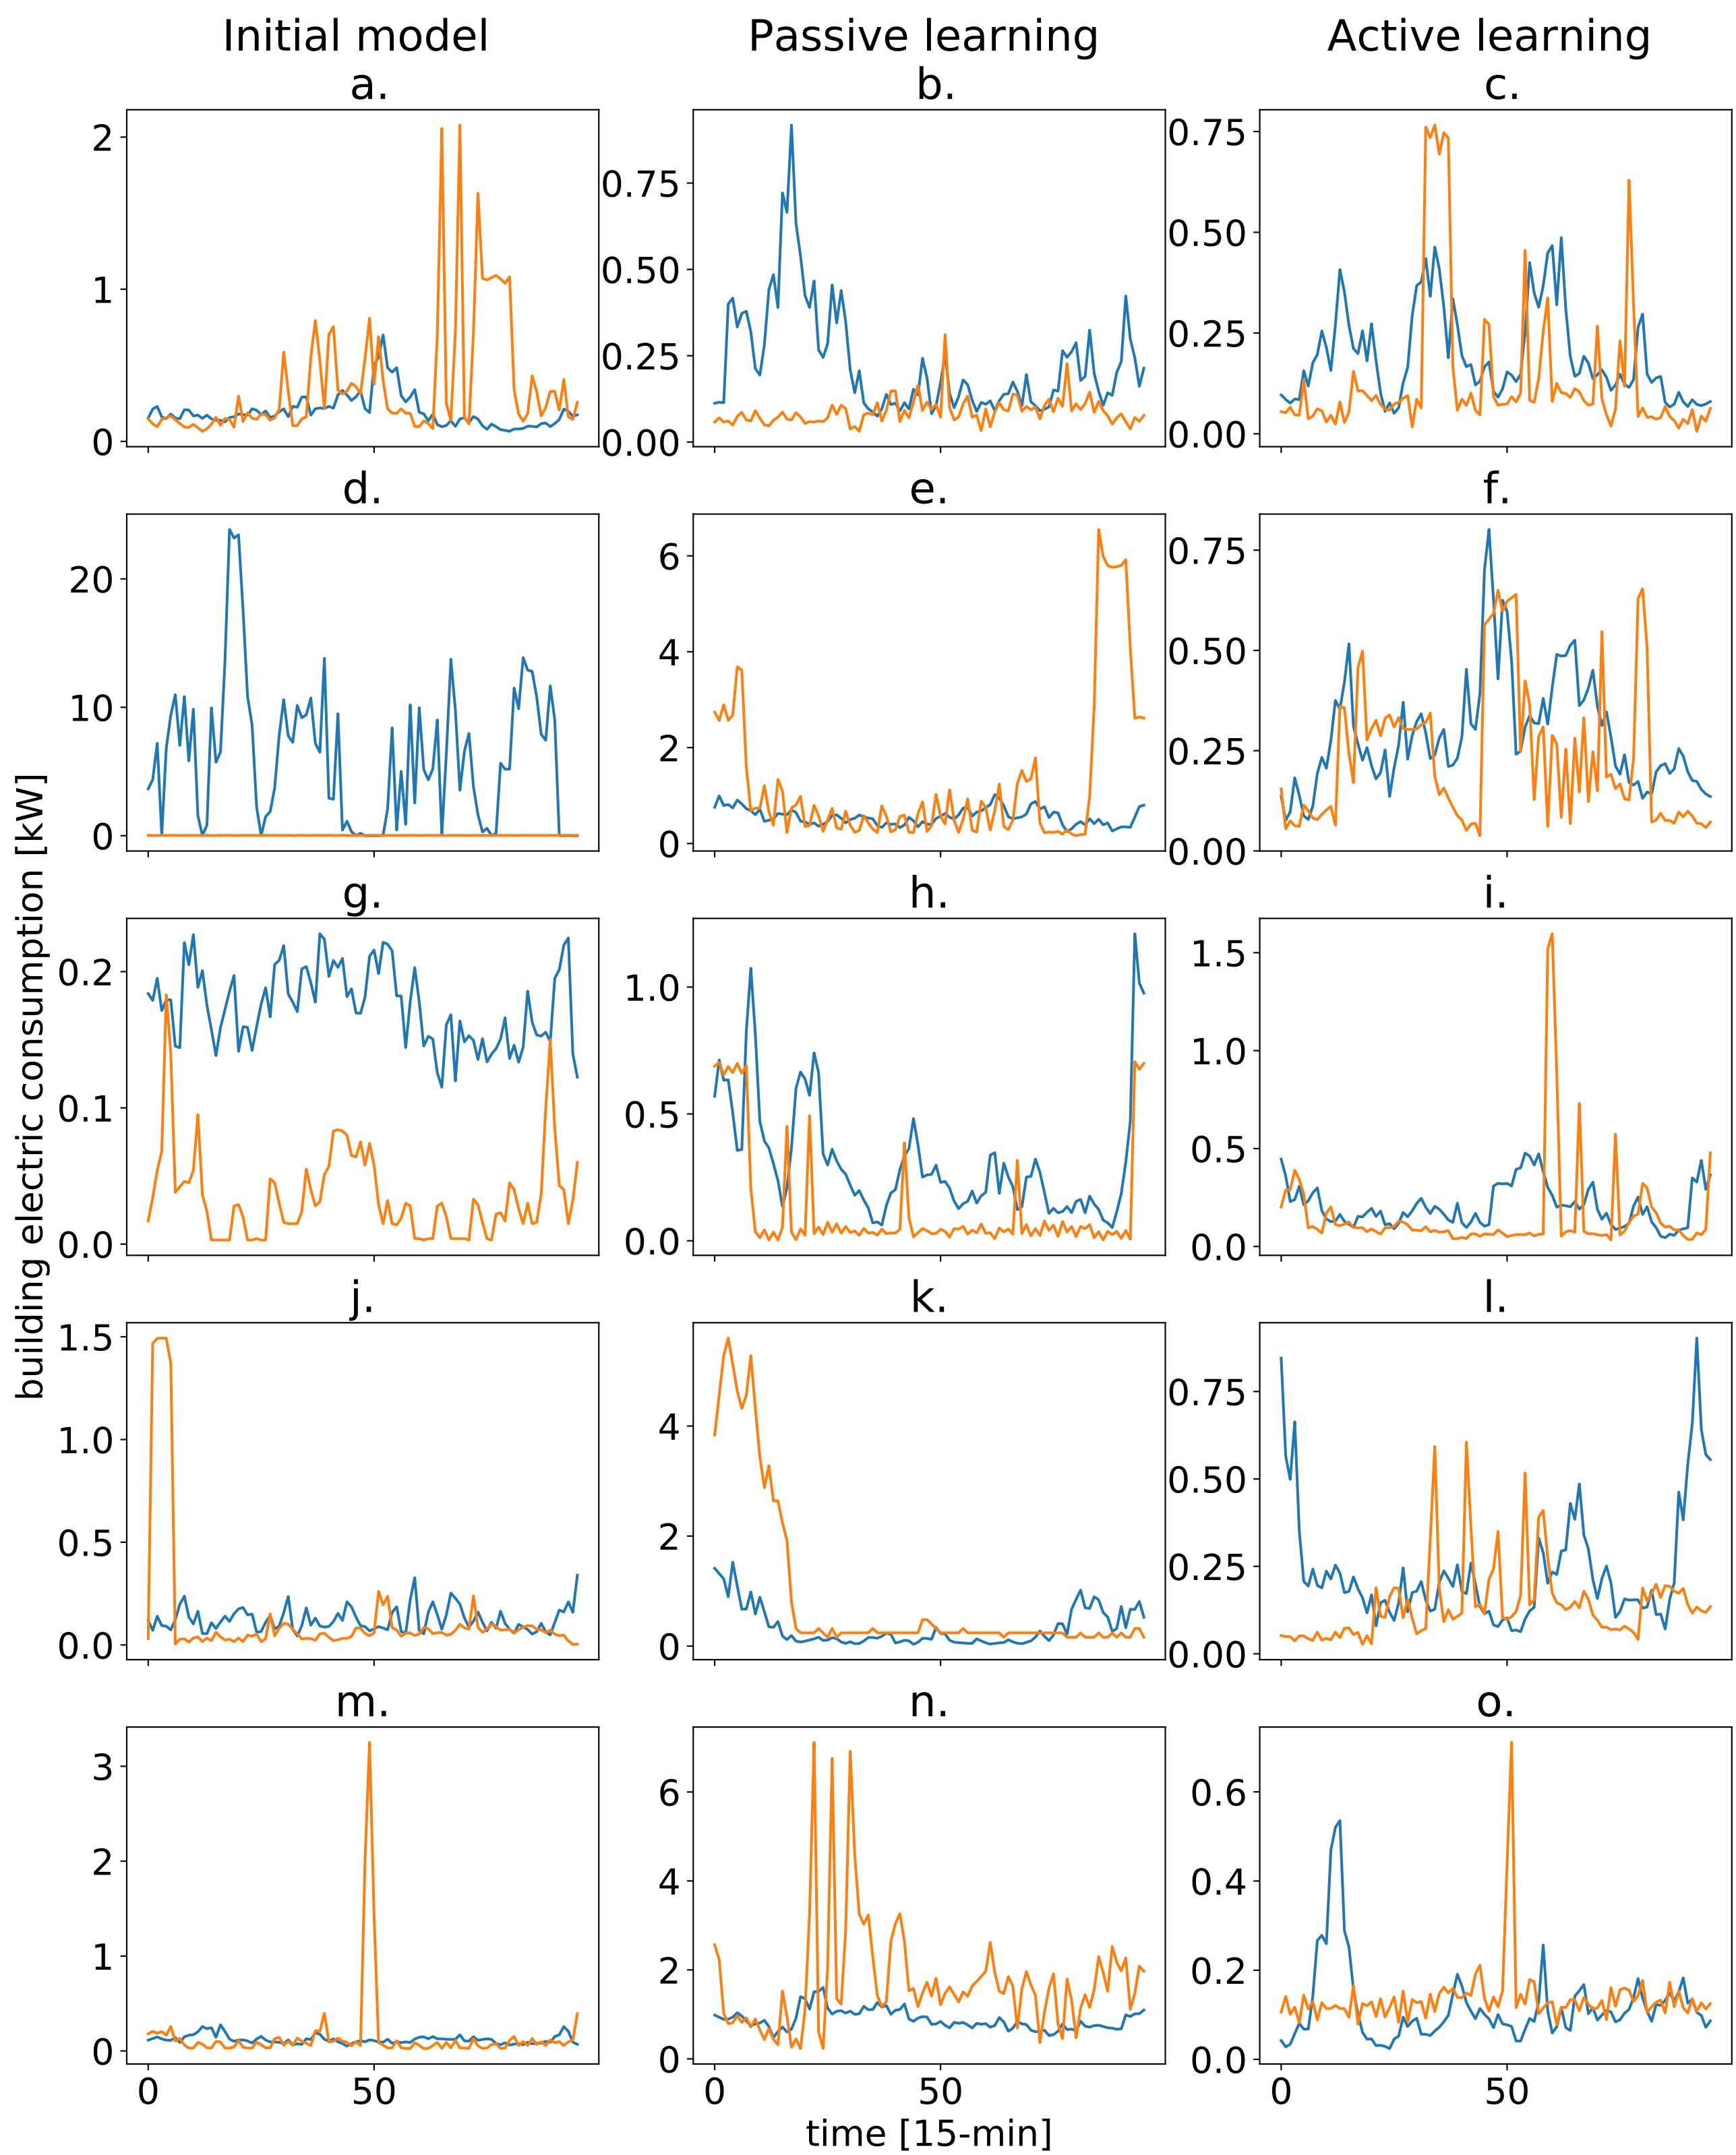 Initial model
Passive learning
Active learning
a.
b.
c.
2
1
0
0.75
0.50
0.25
0.00
0.75
0.50
0.25
0.00
d.
e.
f.
20
10
0
6
4
2
0
0.75
0.50
0.25
0.00
building electric consumption [kW]
g.
h.
i.
0.2
0.1
0.0
1.0
0.5
0.0
1.5
1.0
0.5
0.0
j.
k.
l.
1.5
1.0
0.5
0.0
4
2
0
0.75
0.50
0.25
0.00
m.
n.
o.
3
2
1
0
6
4
2
0
0.6
0.4
0.2
0.0
0 50
0 50
0 50
time [15-min]